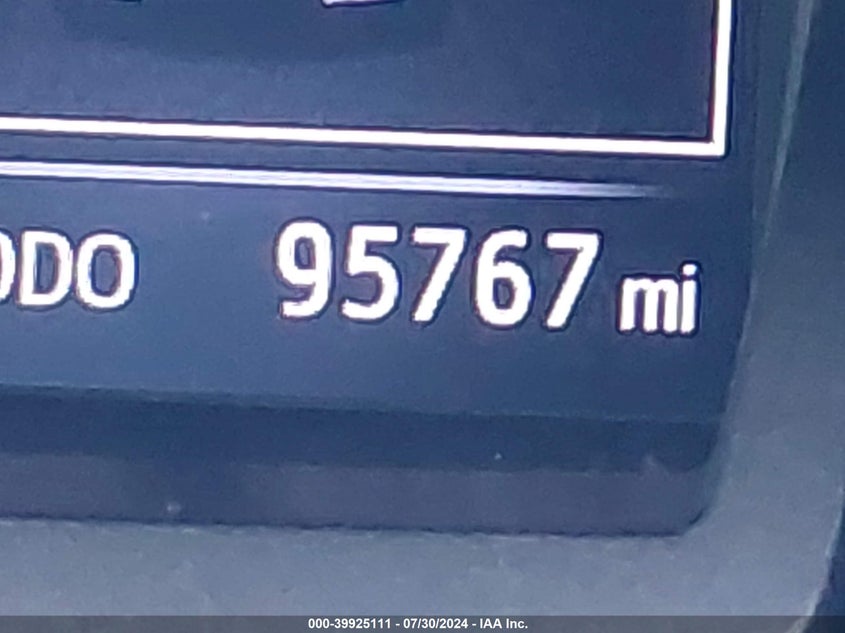 ODO 95767 mi
000-39925111 - 07/30/2024 - IAA Inc.